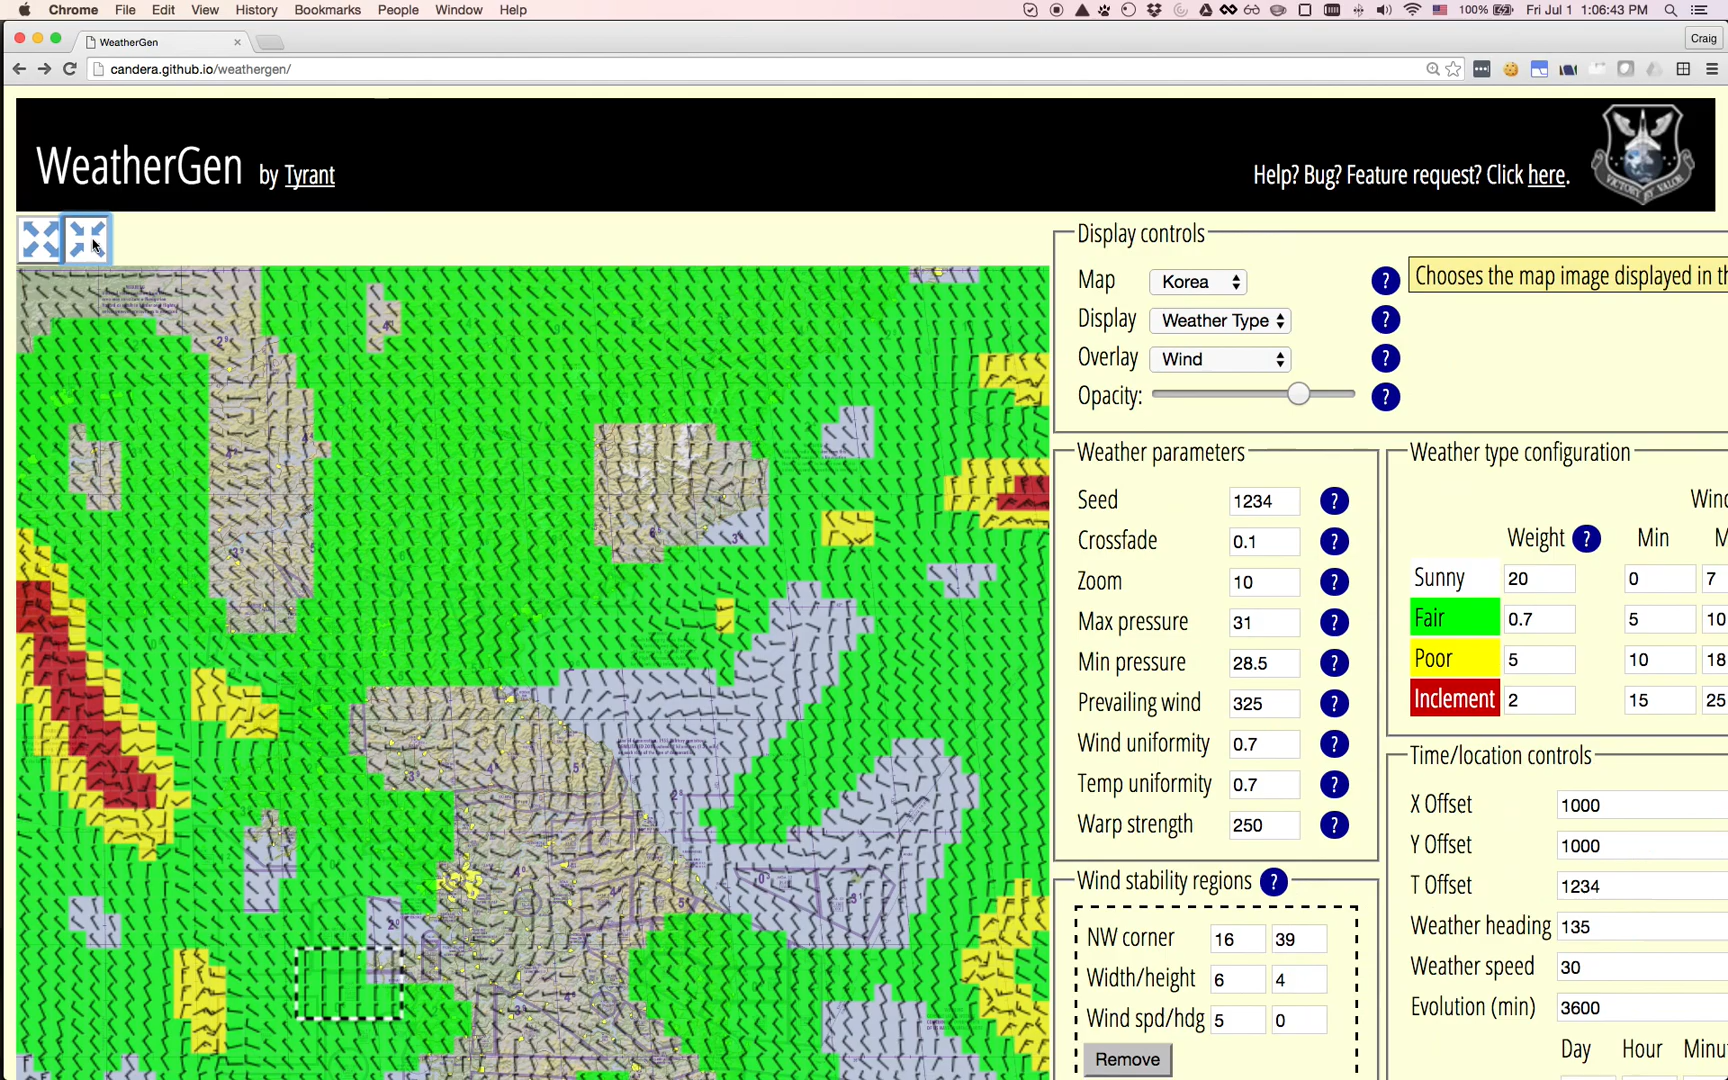 Chrome File Edit View History Bookmarks People Window Help 100% Fri Jul 1 1:06:43 PM
WeatherGen Craig
candera.github.io/weathergen/
WeatherGen by Tyrant
Help? Bug? Feature request? Click here.
VICTORY BY VALOR
Display controls
Map Korea ?
Chooses the map image displayed in th
Display Weather Type ?
Overlay Wind ?
Opacity: ?
Weather parameters
Seed 1234 ?
Crossfade 0.1 ?
Zoom 10 ?
Max pressure 31 ?
Min pressure 28.5 ?
Prevailing wind 325 ?
Wind uniformity 0.7 ?
Temp uniformity 0.7 ?
Warp strength 250 ?
Wind stability regions ?
NW corner 16 39
Width/height 6 4
Wind spd/hdg 5 0
Remove
Weather type configuration
Win
Weight ? Min M
Sunny 20 0 7
Fair 0.7 5 10
Poor 5 10 18
Inclement 2 15 25
Time/location controls
X Offset 1000
Y Offset 1000
T Offset 1234
Weather heading 135
Weather speed 30
Evolution (min) 3600
Day Hour Minu